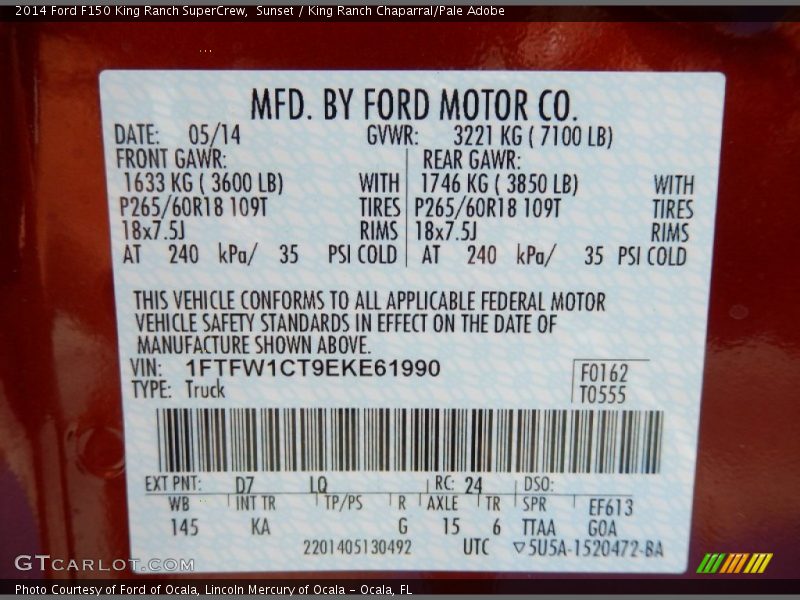 2014 Ford F150 King Ranch SuperCrew,  Sunset / King Ranch Chaparral/Pale Adobe
MFD. BY FORD MOTOR CO.
DATE: 05/14 GVWR: 3221 KG ( 7100 LB)
FRONT GAWR: REAR GAWR:
1633 KG ( 3600 LB) WITH 1746 KG ( 3850 LB) WITH
P265/60R18 109T TIRES P265/60R18 109T TIRES
18x7.5J RIMS 18x7.5J RIMS
AT 240 kPa/ 35 PSI COLD AT 240 kPa/ 35 PSI COLD
THIS VEHICLE CONFORMS TO ALL APPLICABLE FEDERAL MOTOR
VEHICLE SAFETY STANDARDS IN EFFECT ON THE DATE OF
MANUFACTURE SHOWN ABOVE.
VIN: 1FTFW1CT9EKE61990
F0162
TYPE: Truck T0555
EXT PNT: D7 LQ RC: 24 DSO:
WB INT TR TP/PS R AXLE TR SPR EF613
145 KA G 15 6 TTAA GOA
2201405130492 UTC ▽5U5A-1520472-BA
GTCARLOT.COM
Photo Courtesy of Ford of Ocala, Lincoln Mercury of Ocala - Ocala, FL